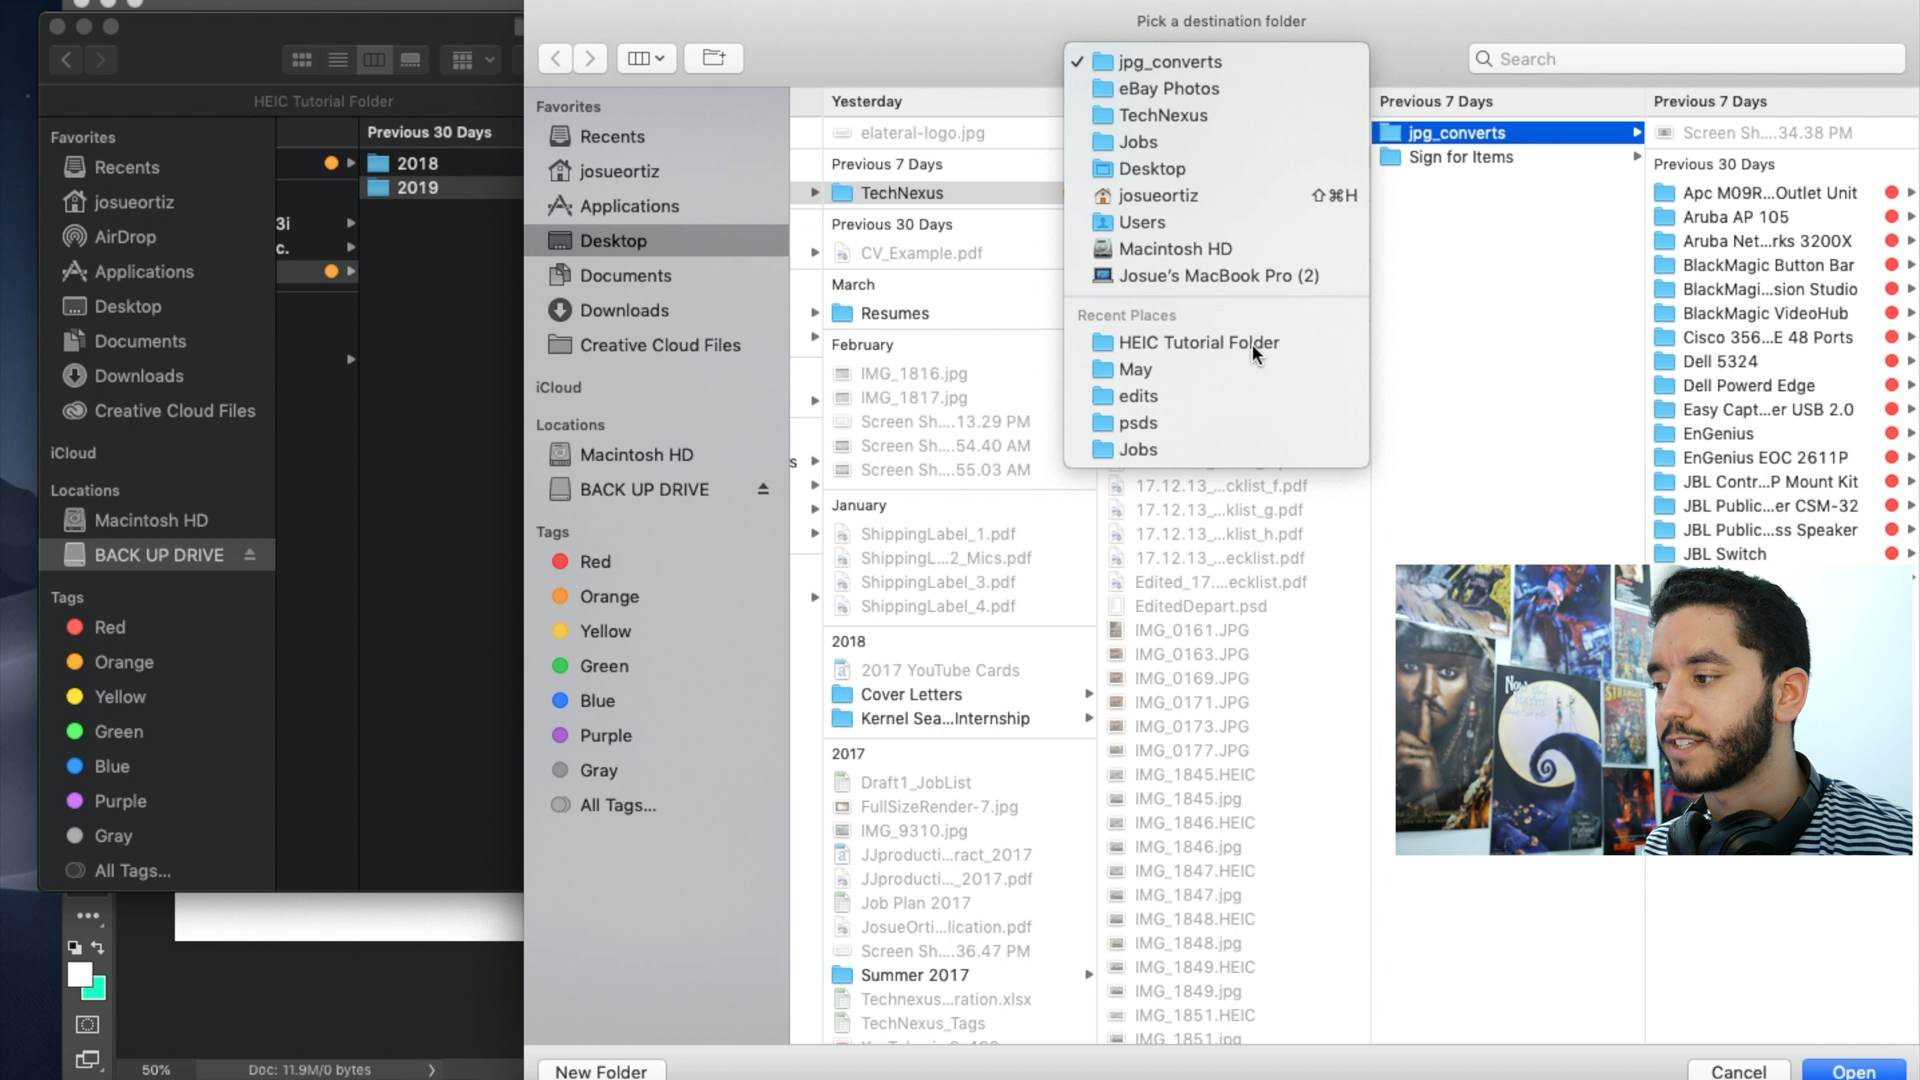 Pick a destination folder
Search
HEIC Tutorial Folder
Favorites
Recents
josueortiz
AirDrop
Applications
Desktop
Documents
Downloads
Creative Cloud Files
iCloud
Locations
Macintosh HD
BACK UP DRIVE
Tags
Red
Orange
Yellow
Green
Blue
Purple
Gray
All Tags...
3i
c.
Previous 30 Days
2018
2019
50%
Doc: 11.9M/0 bytes
Favorites
Recents
josueortiz
Applications
Desktop
Documents
Downloads
Creative Cloud Files
iCloud
Locations
Macintosh HD
BACK UP DRIVE
Tags
Red
Orange
Yellow
Green
Blue
Purple
Gray
All Tags...
s
Yesterday
elateral-logo.jpg
Previous 7 Days
TechNexus
Previous 30 Days
CV_Example.pdf
March
Resumes
February
IMG_1816.jpg
IMG_1817.jpg
Screen Sh....13.29 PM
Screen Sh....54.40 AM
Screen Sh....55.03 AM
January
ShippingLabel_1.pdf
ShippingL...2_Mics.pdf
ShippingLabel_3.pdf
ShippingLabel_4.pdf
2018
2017 YouTube Cards
Cover Letters
Kernel Sea...Internship
2017
Draft1_JobList
FullSizeRender-7.jpg
IMG_9310.jpg
JJproducti...ract_2017
JJproducti..._2017.pdf
Job Plan 2017
JosueOrti...lication.pdf
Screen Sh....36.47 PM
Summer 2017
Technexus...ration.xlsx
TechNexus_Tags
jpg_converts
eBay Photos
TechNexus
Jobs
Desktop
josueortiz ⇧⌘H
Users
Macintosh HD
Josue's MacBook Pro (2)
Recent Places
HEIC Tutorial Folder
May
edits
psds
Jobs
17.12.13_...cklist_f.pdf
17.12.13_...klist_g.pdf
17.12.13_...klist_h.pdf
17.12.13_...ecklist.pdf
Edited_17....ecklist.pdf
EditedDepart.psd
IMG_0161.JPG
IMG_0163.JPG
IMG_0169.JPG
IMG_0171.JPG
IMG_0173.JPG
IMG_0177.JPG
IMG_1845.HEIC
IMG_1845.jpg
IMG_1846.HEIC
IMG_1846.jpg
IMG_1847.HEIC
IMG_1847.jpg
IMG_1848.HEIC
IMG_1848.jpg
IMG_1849.HEIC
IMG_1849.jpg
IMG_1851.HEIC
IMG_1851.jpg
Previous 7 Days
jpg_converts
Sign for Items
Previous 7 Days
Screen Sh....34.38 PM
Previous 30 Days
Apc M09R...Outlet Unit
Aruba AP 105
Aruba Net...rks 3200X
BlackMagic Button Bar
BlackMagi...sion Studio
BlackMagic VideoHub
Cisco 356...E 48 Ports
Dell 5324
Dell Powerd Edge
Easy Capt...er USB 2.0
EnGenius
EnGenius EOC 2611P
JBL Contr...P Mount Kit
JBL Public...er CSM-32
JBL Public...ss Speaker
JBL Switch
New Folder
Cancel
Open